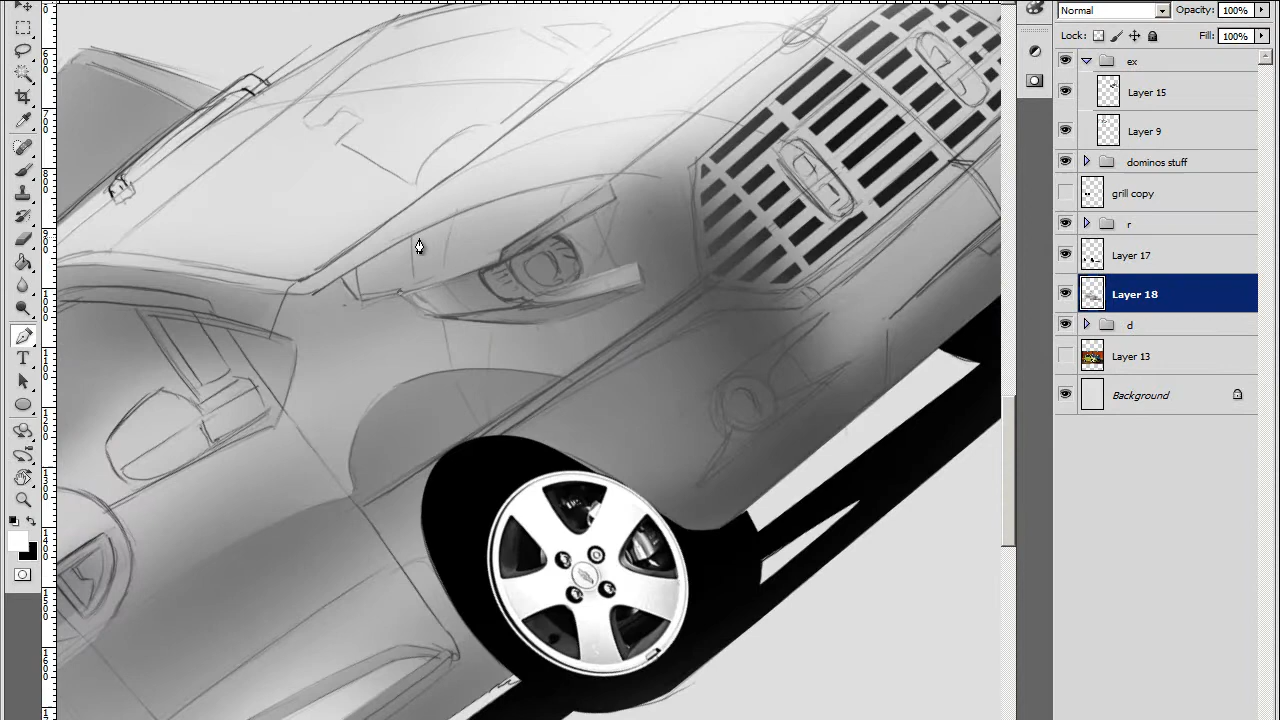 Normal
Opacity: 100%
Lock:
Fill: 100%
ex
Layer 15
Layer 9
dominos stuff
grill copy
r
Layer 17
Layer 18
d
Layer 13
Background